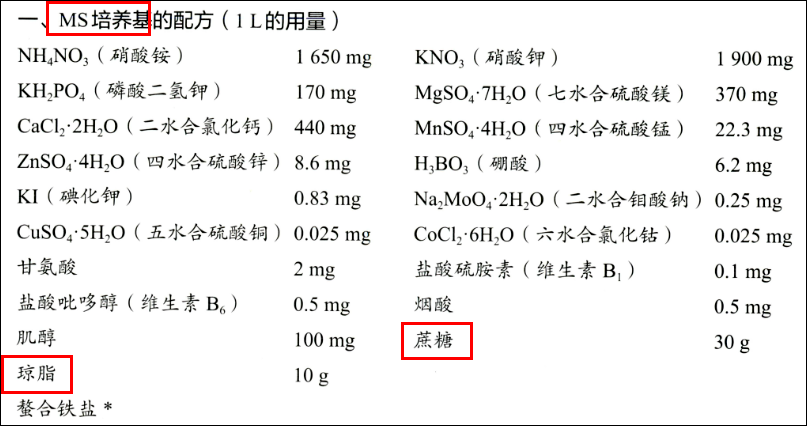 一、MS培养基的配方（1 L的用量）
NH₄NO₃（硝酸铵） 1 650 mg KNO₃（硝酸钾） 1 900 mg
KH₂PO₄（磷酸二氢钾） 170 mg MgSO₄·7H₂O（七水合硫酸镁） 370 mg
CaCl₂·2H₂O（二水合氯化钙） 440 mg MnSO₄·4H₂O（四水合硫酸锰） 22.3 mg
ZnSO₄·4H₂O（四水合硫酸锌） 8.6 mg H₃BO₃（硼酸） 6.2 mg
KI（碘化钾） 0.83 mg Na₂MoO₄·2H₂O（二水合钼酸钠） 0.25 mg
CuSO₄·5H₂O（五水合硫酸铜） 0.025 mg CoCl₂·6H₂O（六水合氯化钴） 0.025 mg
甘氨酸 2 mg 盐酸硫胺素（维生素 B₁） 0.1 mg
盐酸吡哆醇（维生素 B₆） 0.5 mg 烟酸 0.5 mg
肌醇 100 mg 蔗糖 30 g
琼脂 10 g
螯合铁盐 *